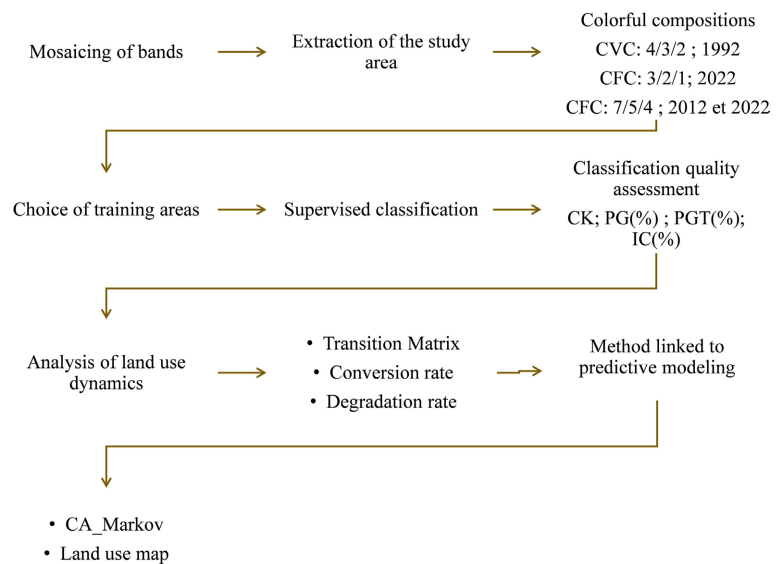 Mosaicing of bands
Extraction of the study
area
Colorful compositions
CVC: 4/3/2 ; 1992
CFC: 3/2/1; 2022
CFC: 7/5/4 ; 2012 et 2022
Choice of training areas
Supervised classification
Classification quality
assessment
CK; PG(%) ; PGT(%);
IC(%)
Analysis of land use
dynamics
• Transition Matrix
• Conversion rate
• Degradation rate
Method linked to
predictive modeling
• CA_Markov
• Land use map